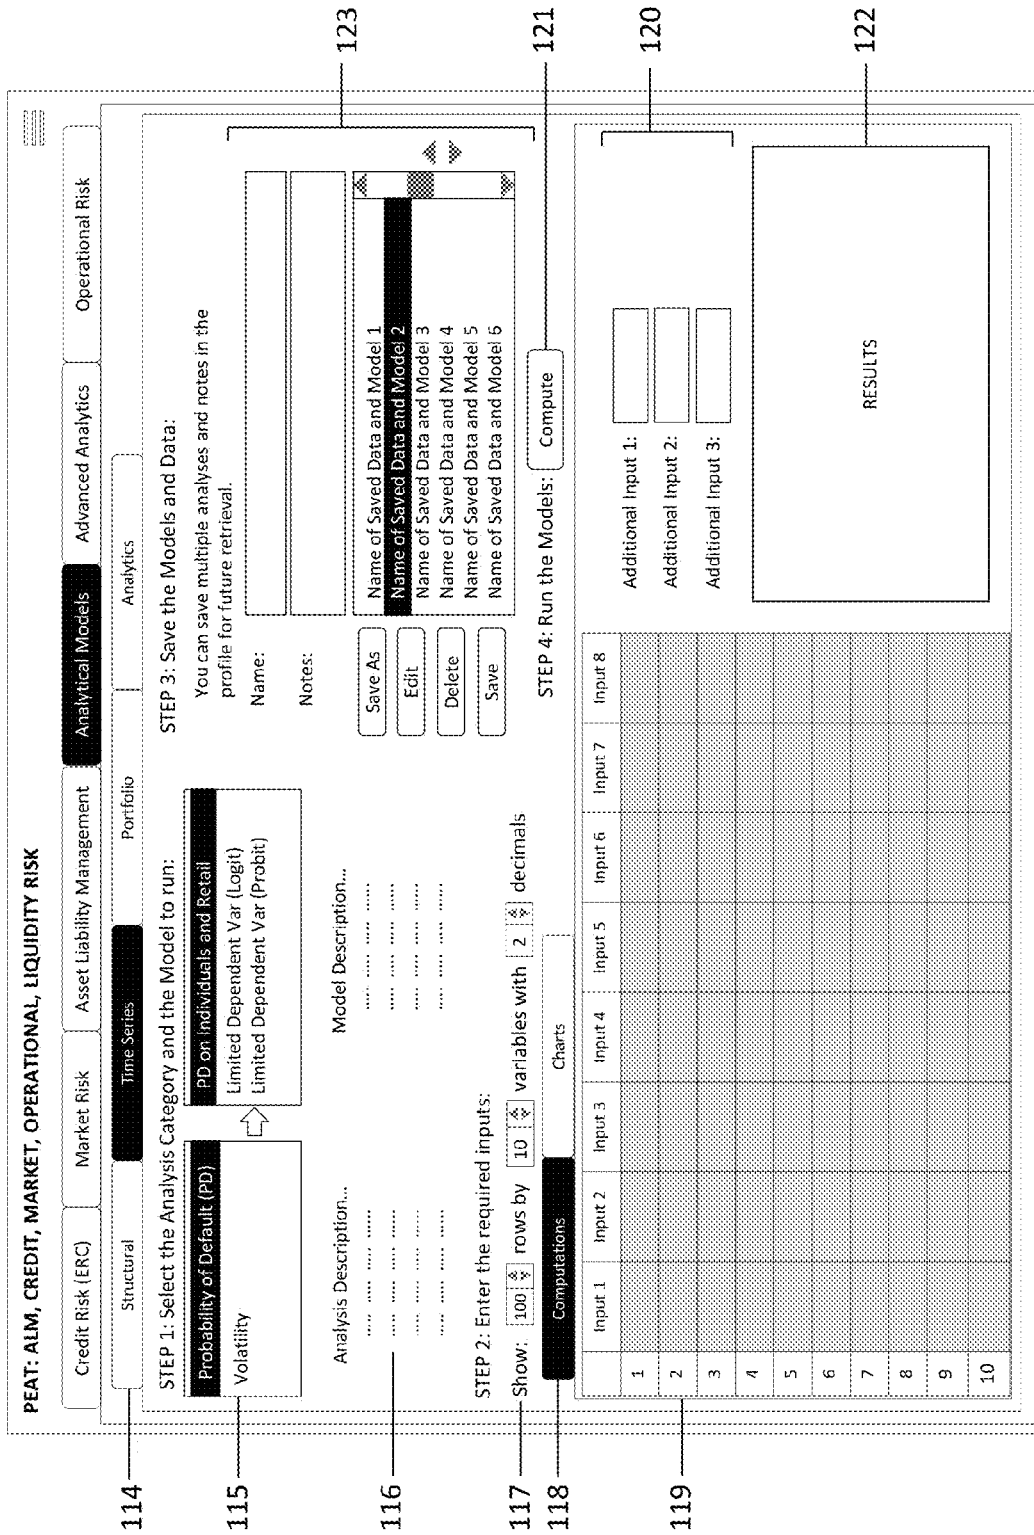 PEAT: ALM, CREDIT, MARKET, OPERATIONAL, LIQUIDITY RISK
Credit Risk (ERC) Market Risk Asset Liability Management Analytical Models Advanced Analytics Operational Risk
Structural Time Series Portfolio Analytics
114
STEP 1: Select the Analysis Category and the Model to run:
Probability of Default (PD)
Volatility
115
PD on Individuals and Retail
Limited Dependent Var (Logit)
Limited Dependent Var (Probit)
Analysis Description...
..... ..... ..... .....
..... ..... ..... .....
..... ..... ..... .....
..... ..... ..... .....
116
Model Description...
..... ..... ..... .....
..... ..... ..... .....
..... ..... ..... .....
..... ..... ..... .....
STEP 3: Save the Models and Data:
You can save multiple analyses and notes in the
profile for future retrieval.
Name:
Notes:
123
Save As
Edit
Delete
Save
Name of Saved Data and Model 1
Name of Saved Data and Model 2
Name of Saved Data and Model 3
Name of Saved Data and Model 4
Name of Saved Data and Model 5
Name of Saved Data and Model 6
STEP 2: Enter the required inputs:
Show: 100 rows by 10 variables with 2 decimals
117
STEP 4: Run the Models: Compute
121
Computations Charts
118
Input 1 Input 2 Input 3 Input 4 Input 5 Input 6 Input 7 Input 8
1
2
3
4
5
6
7
8
9
10
119
Additional Input 1:
Additional Input 2:
Additional Input 3:
120
RESULTS
122